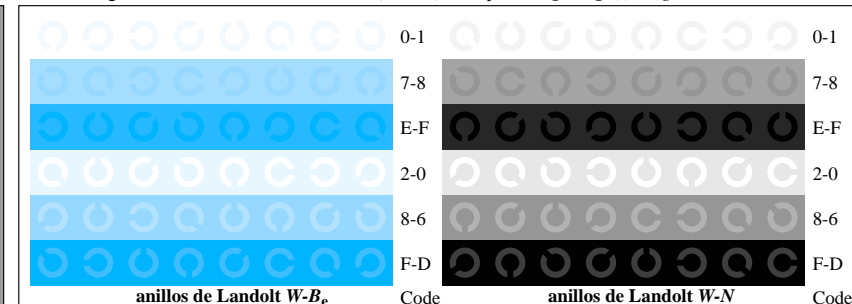 0-1 0-1
7-8 7-8
E-F E-F
2-0 2-0
8-6 8-6
F-D F-D
anillos de Landolt W-Be Code anillos de Landolt W-N Code